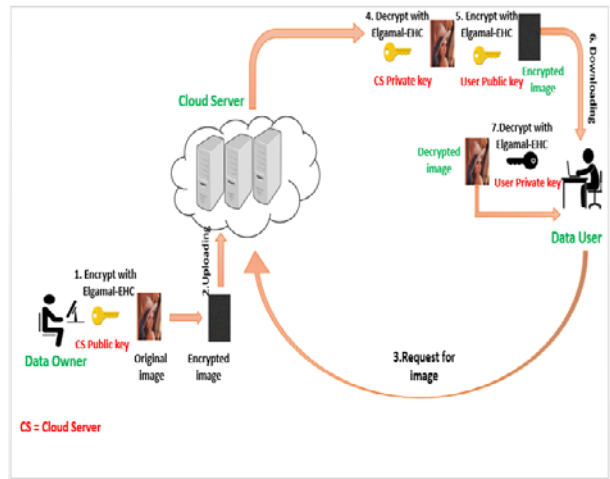 4. Decrypt with
Elgamal-EHC
CS Private key
5. Encrypt with
Elgamal-EHC
User Public key
Encrypted
image
6. Downloading
Cloud Server
Decrypted
image
7.Decrypt with
Elgamal-EHC
User Private key
Data User
2.Uploading
1. Encrypt with
Elgamal-EHC
CS Public key
Data Owner
Original
image
Encrypted
image
3.Request for
image
CS = Cloud Server